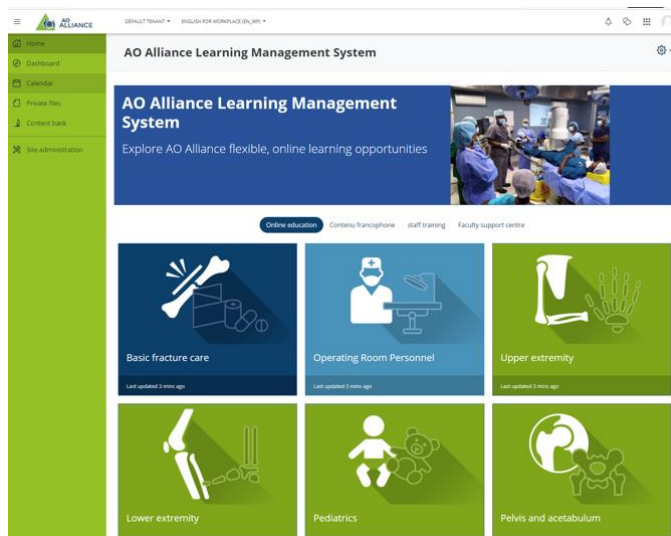 AO ALLIANCE
DEFAULT TENANT
ENGLISH FOR WORKPLACE (EN_WP)
Home
Dashboard
Calendar
Private files
Content bank
Site administration
AO Alliance Learning Management System
AO Alliance Learning Management
System
Explore AO Alliance flexible, online learning opportunities
Online education
Contenu francophone
staff training
Faculty support centre
Basic fracture care
Last updated 3 mins ago
Operating Room Personnel
Last updated 3 mins ago
Upper extremity
Last updated 3 mins ago
Lower extremity
Pediatrics
Pelvis and acetabulum